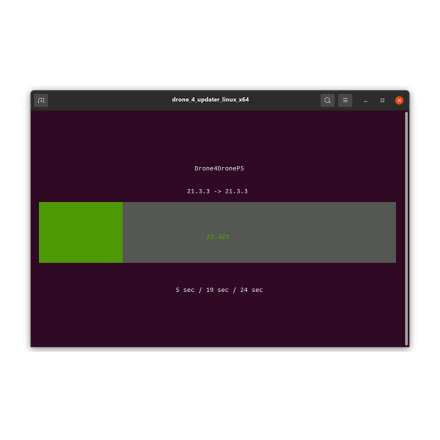 drone_4_updater_linux_x64
Drone4DronePS
21.3.3 -> 21.3.3
23.42%
5 sec / 19 sec / 24 sec